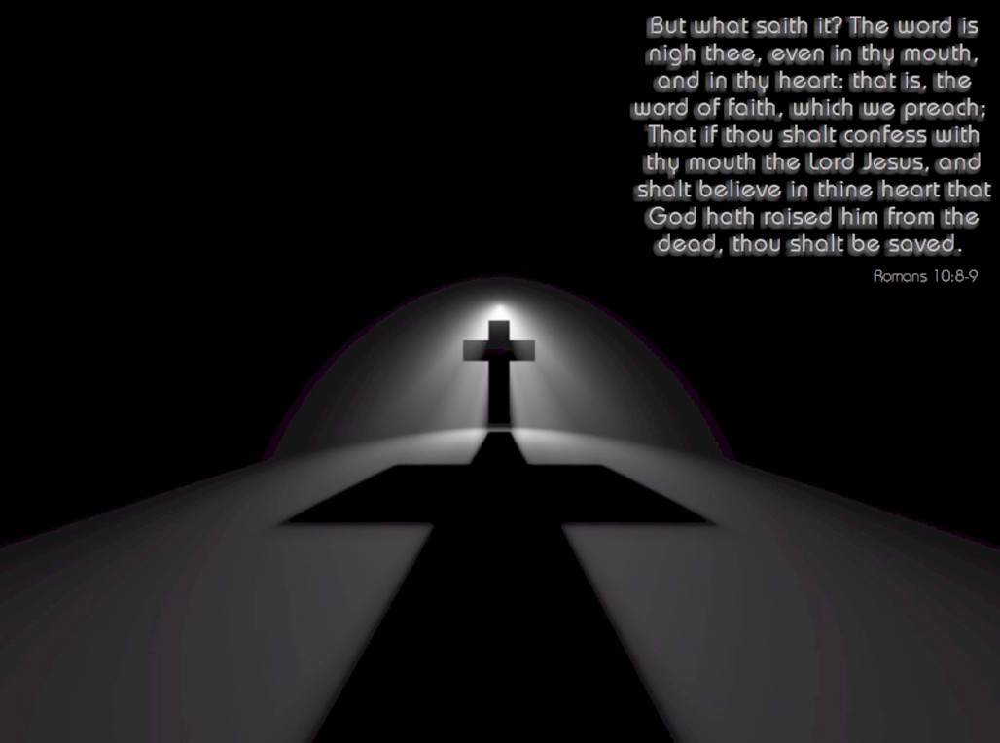 But what saith it? The word is
nigh thee, even in thy mouth,
and in thy heart: that is, the
word of faith, which we preach;
That if thou shalt confess with
thy mouth the Lord Jesus, and
shalt believe in thine heart that
God hath raised him from the
dead, thou shalt be saved.
Romans 10:8-9